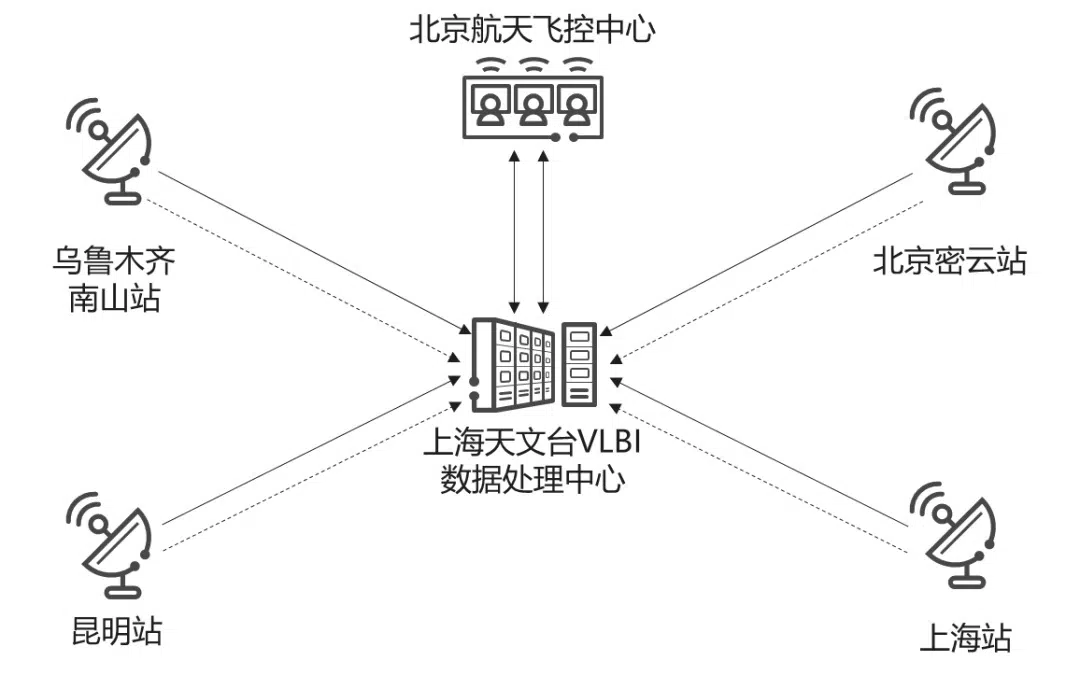 北京航天飞控中心
乌鲁木齐
南山站
北京密云站
上海天文台VLBI
数据处理中心
昆明站
上海站